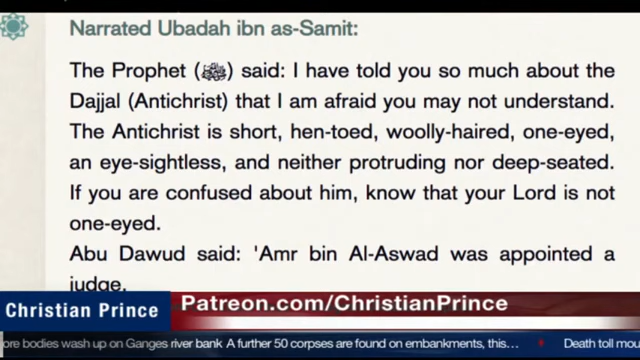 Narrated Ubadah ibn as-Samit:
The Prophet (ﷺ) said: I have told you so much about the
Dajjal (Antichrist) that I am afraid you may not understand.
The Antichrist is short, hen-toed, woolly-haired, one-eyed,
an eye-sightless, and neither protruding nor deep-seated.
If you are confused about him, know that your Lord is not
one-eyed.
Abu Dawud said: 'Amr bin Al-Aswad was appointed a
judge.
Christian Prince
Patreon.com/ChristianPrince
ore bodies wash up on Ganges river bank A further 50 corpses are found on embankments, this... Death toll mou